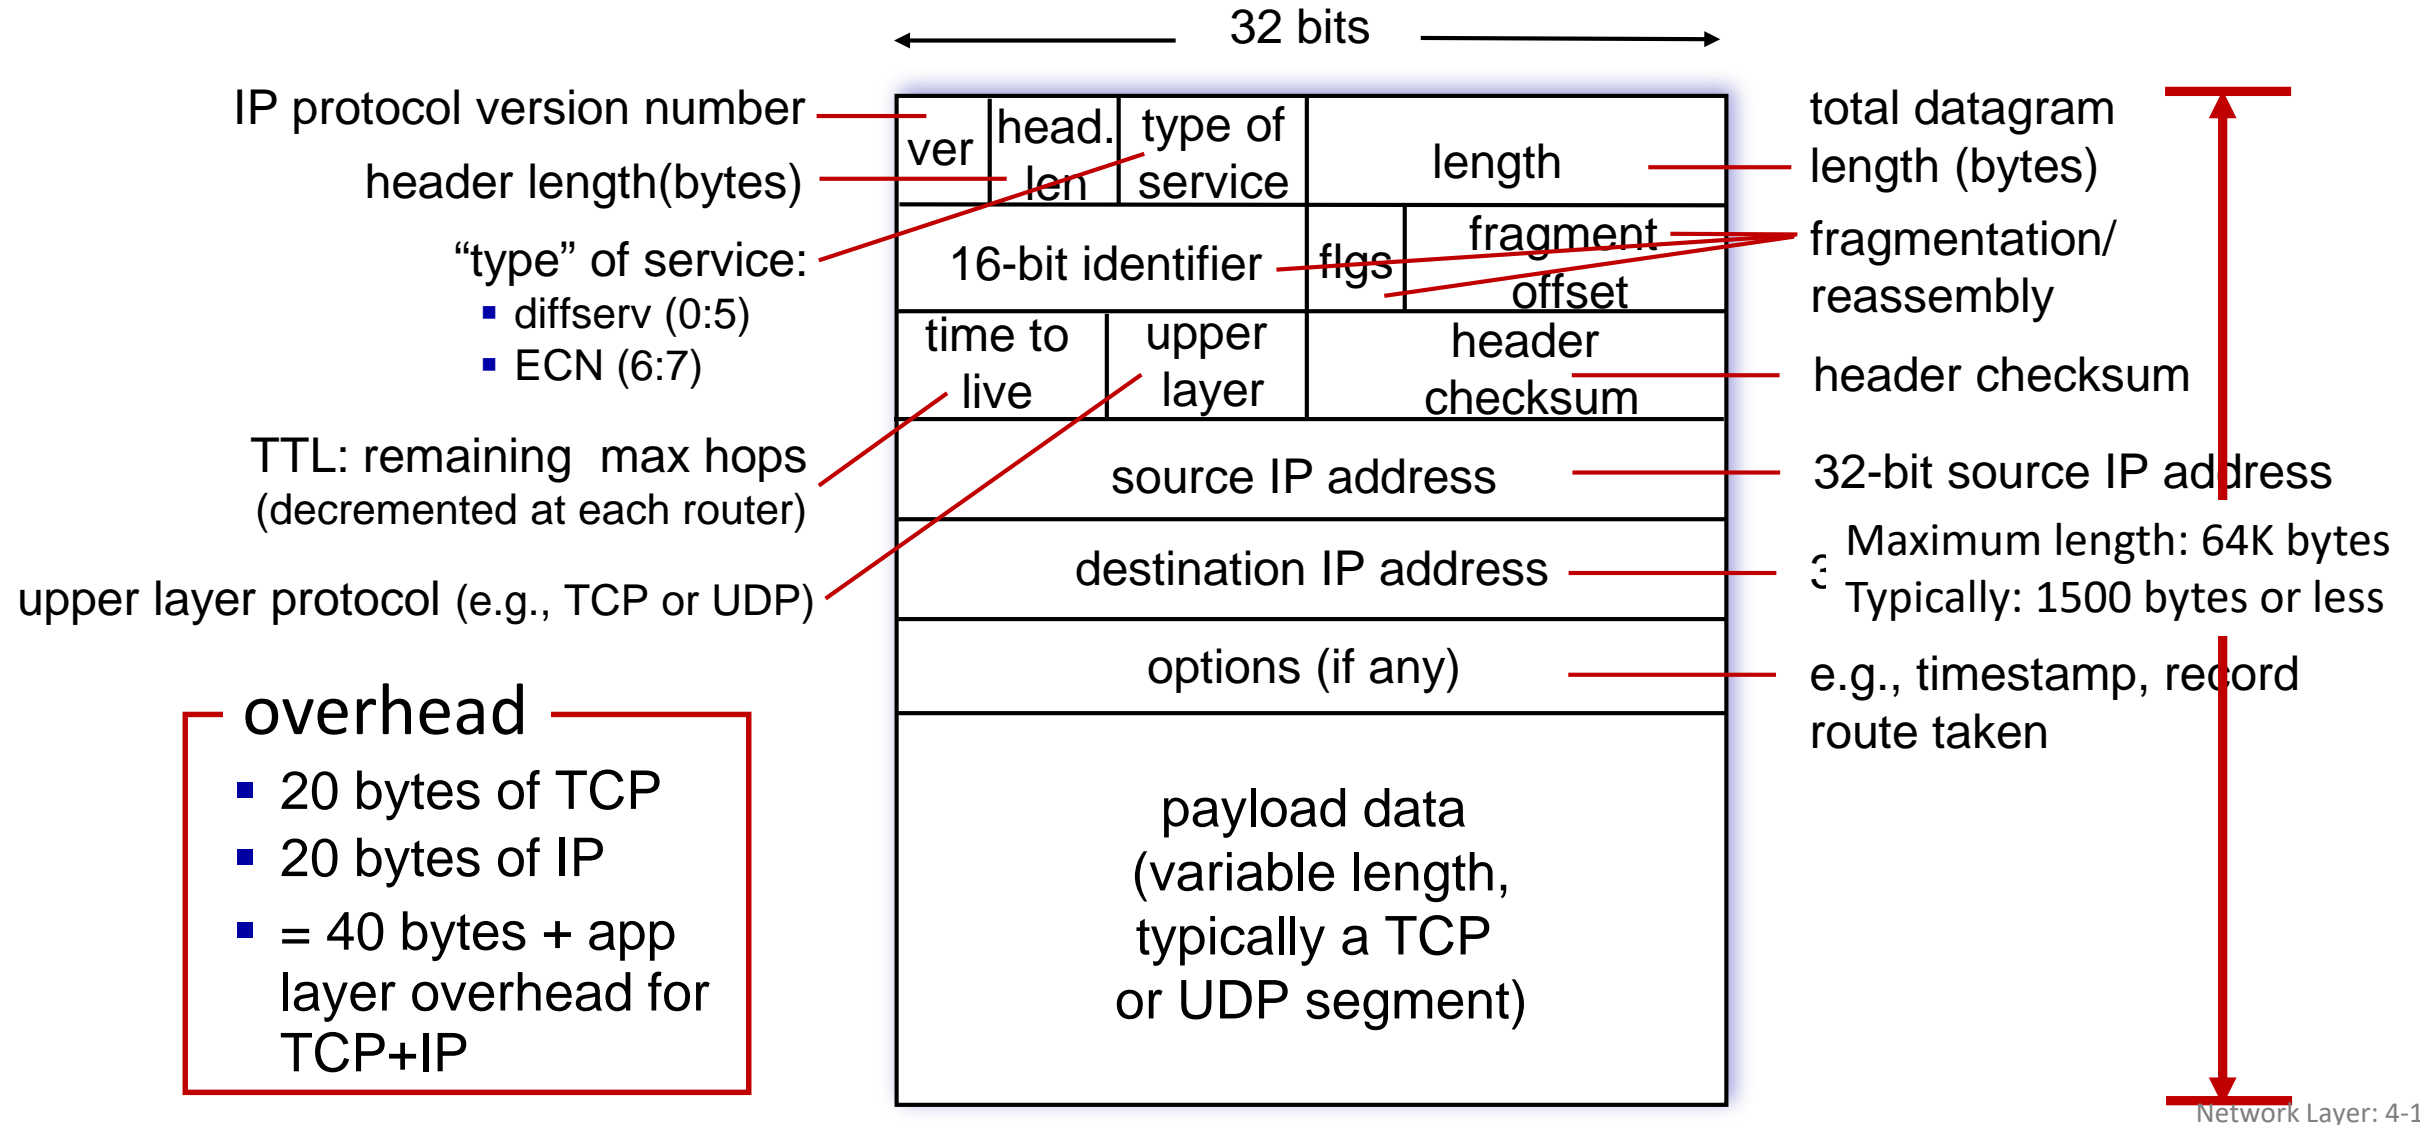 32 bits
IP protocol version number
header length(bytes)
“type” of service:
diffserv (0:5)
ECN (6:7)
TTL: remaining max hops
(decremented at each router)
upper layer protocol (e.g., TCP or UDP)
overhead
20 bytes of TCP
20 bytes of IP
= 40 bytes + app
layer overhead for
TCP+IP
ver
head.
len
type of
service
length
16-bit identifier
flgs
fragment
offset
time to
live
upper
layer
header
checksum
source IP address
destination IP address
options (if any)
payload data
(variable length,
typically a TCP
or UDP segment)
total datagram
length (bytes)
fragmentation/
reassembly
header checksum
32-bit source IP address
Maximum length: 64K bytes
Typically: 1500 bytes or less
e.g., timestamp, record
route taken
Network Layer: 4-1